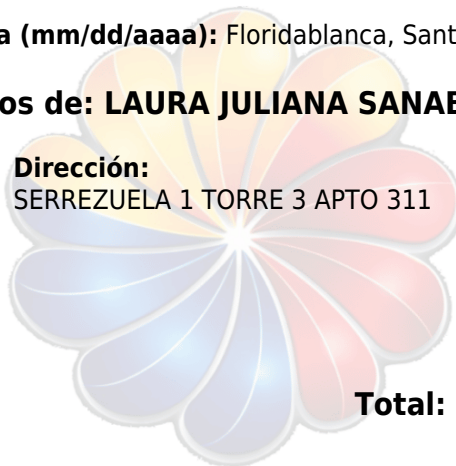 a (mm/dd/aaaa): Floridablanca, Sant
os de: LAURA JULIANA SANAB
Dirección:
SERREZUELA 1 TORRE 3 APTO 311
Total: